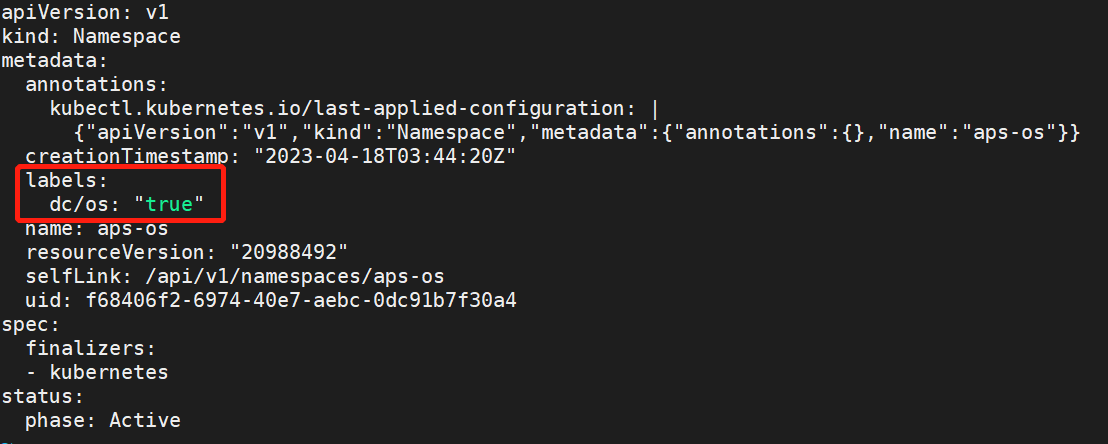 apiVersion: v1
kind: Namespace
metadata:
  annotations:
    kubectl.kubernetes.io/last-applied-configuration: |
      {"apiVersion":"v1","kind":"Namespace","metadata":{"annotations":{},"name":"aps-os"}}
  creationTimestamp: "2023-04-18T03:44:20Z"
  labels:
    dc/os: "true"
  name: aps-os
  resourceVersion: "20988492"
  selfLink: /api/v1/namespaces/aps-os
  uid: f68406f2-6974-40e7-aebc-0dc91b7f30a4
spec:
  finalizers:
  - kubernetes
status:
  phase: Active